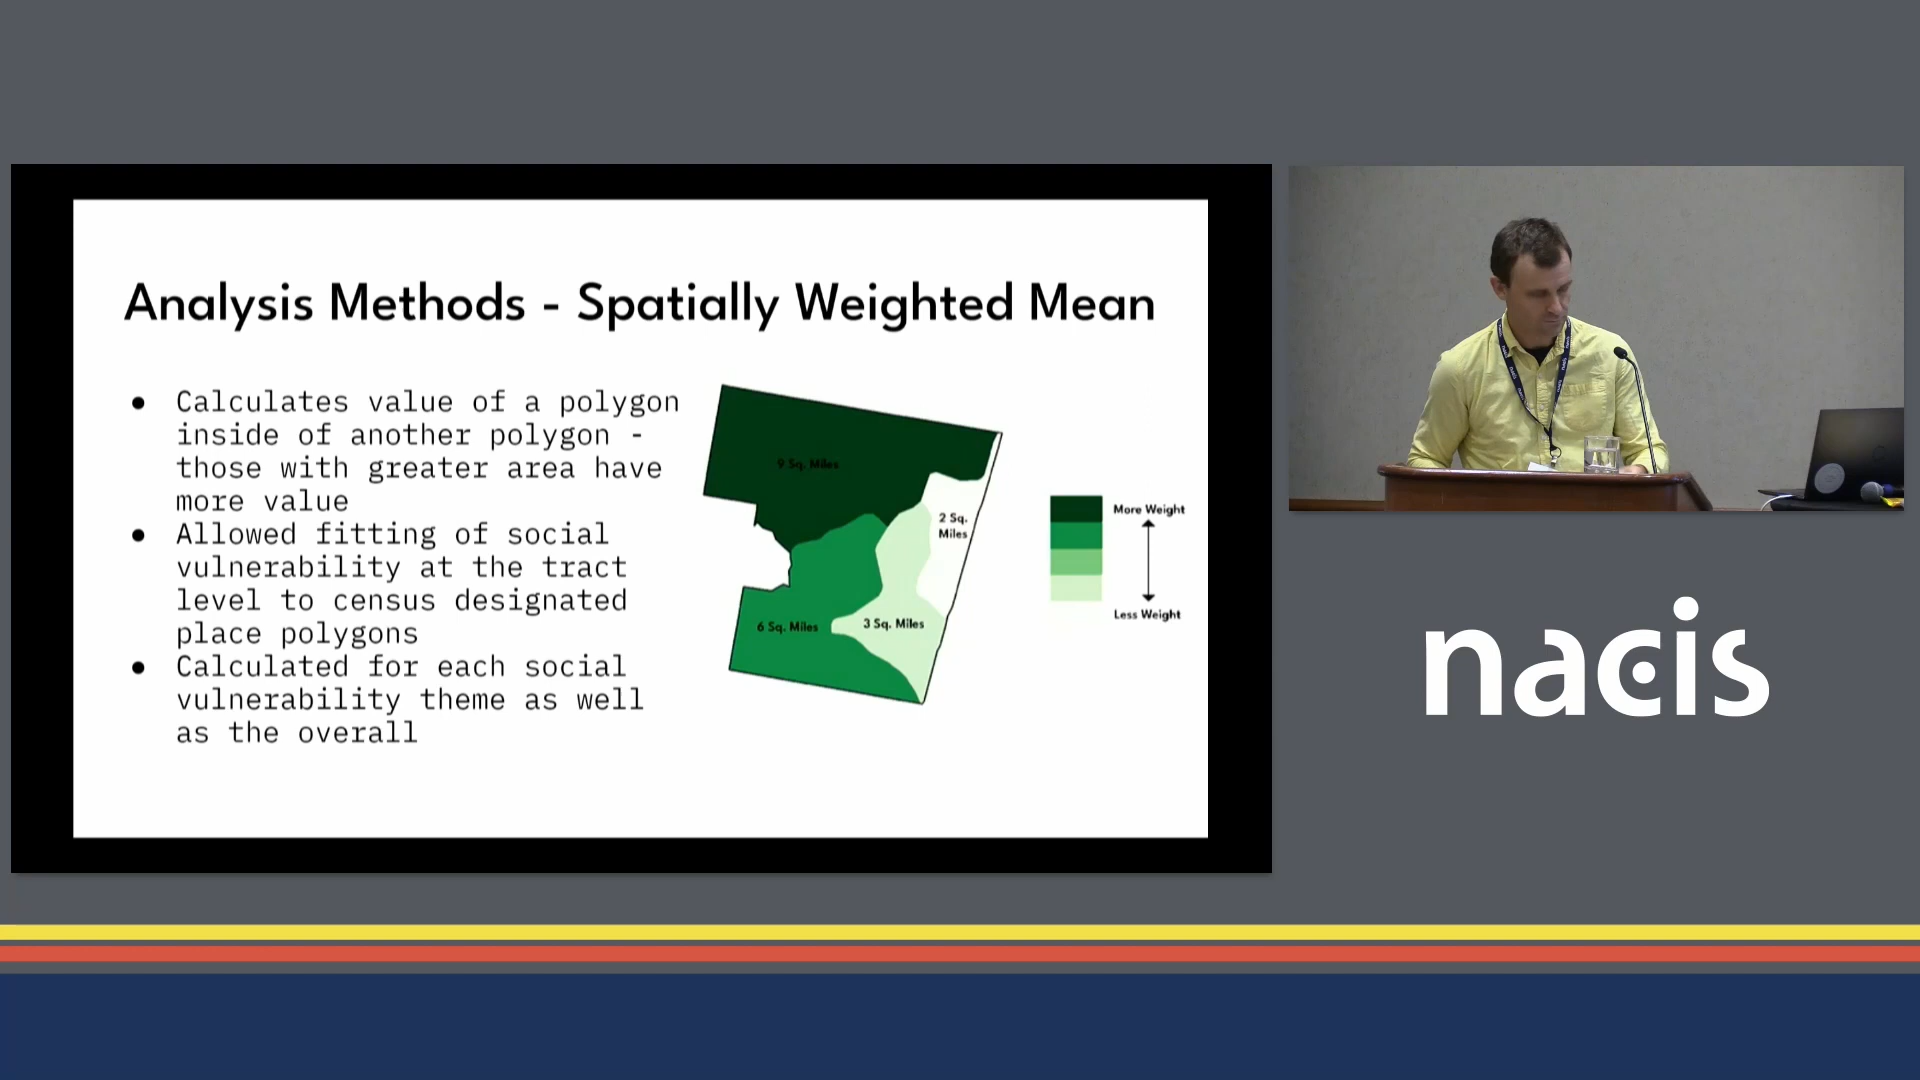 Analysis Methods - Spatially Weighted Mean
● Calculates value of a polygon
inside of another polygon -
those with greater area have
more value
● Allowed fitting of social
vulnerability at the tract
level to census designated
place polygons
● Calculated for each social
vulnerability theme as well
as the overall
9 Sq. Miles
2 Sq.
Miles
6 Sq. Miles
3 Sq. Miles
More Weight
Less Weight
nacis